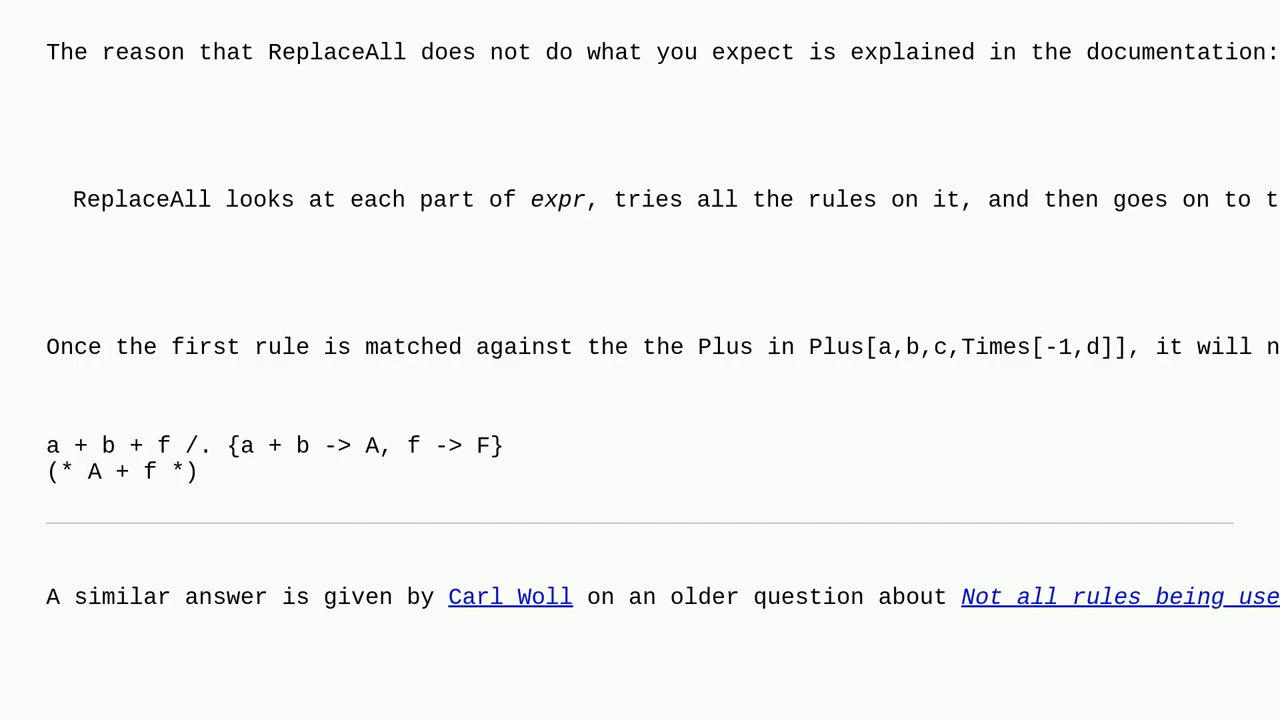 The reason that ReplaceAll does not do what you expect is explained in the documentation:
ReplaceAll looks at each part of expr, tries all the rules on it, and then goes on to
Once the first rule is matched against the the Plus in Plus[a,b,c,Times[-1,d]], it will
a + b + f /. {a + b -> A, f -> F}
(* A + f *)
A similar answer is given by Carl Woll on an older question about Not all rules being